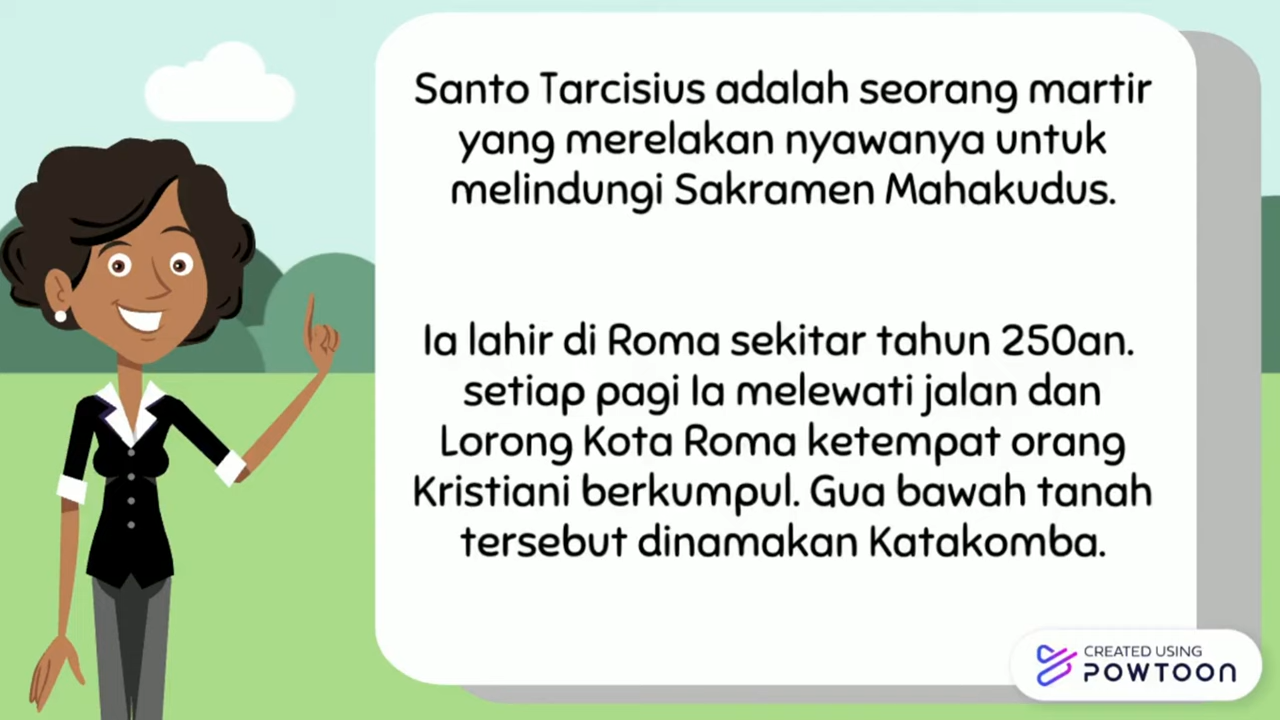 Santo Tarcisius adalah seorang martir
yang merelakan nyawanya untuk
melindungi Sakramen Mahakudus.
Ia lahir di Roma sekitar tahun 250an.
setiap pagi Ia melewati jalan dan
Lorong Kota Roma ketempat orang
Kristiani berkumpul. Gua bawah tanah
tersebut dinamakan Katakomba.
CREATED USING
POWTOON